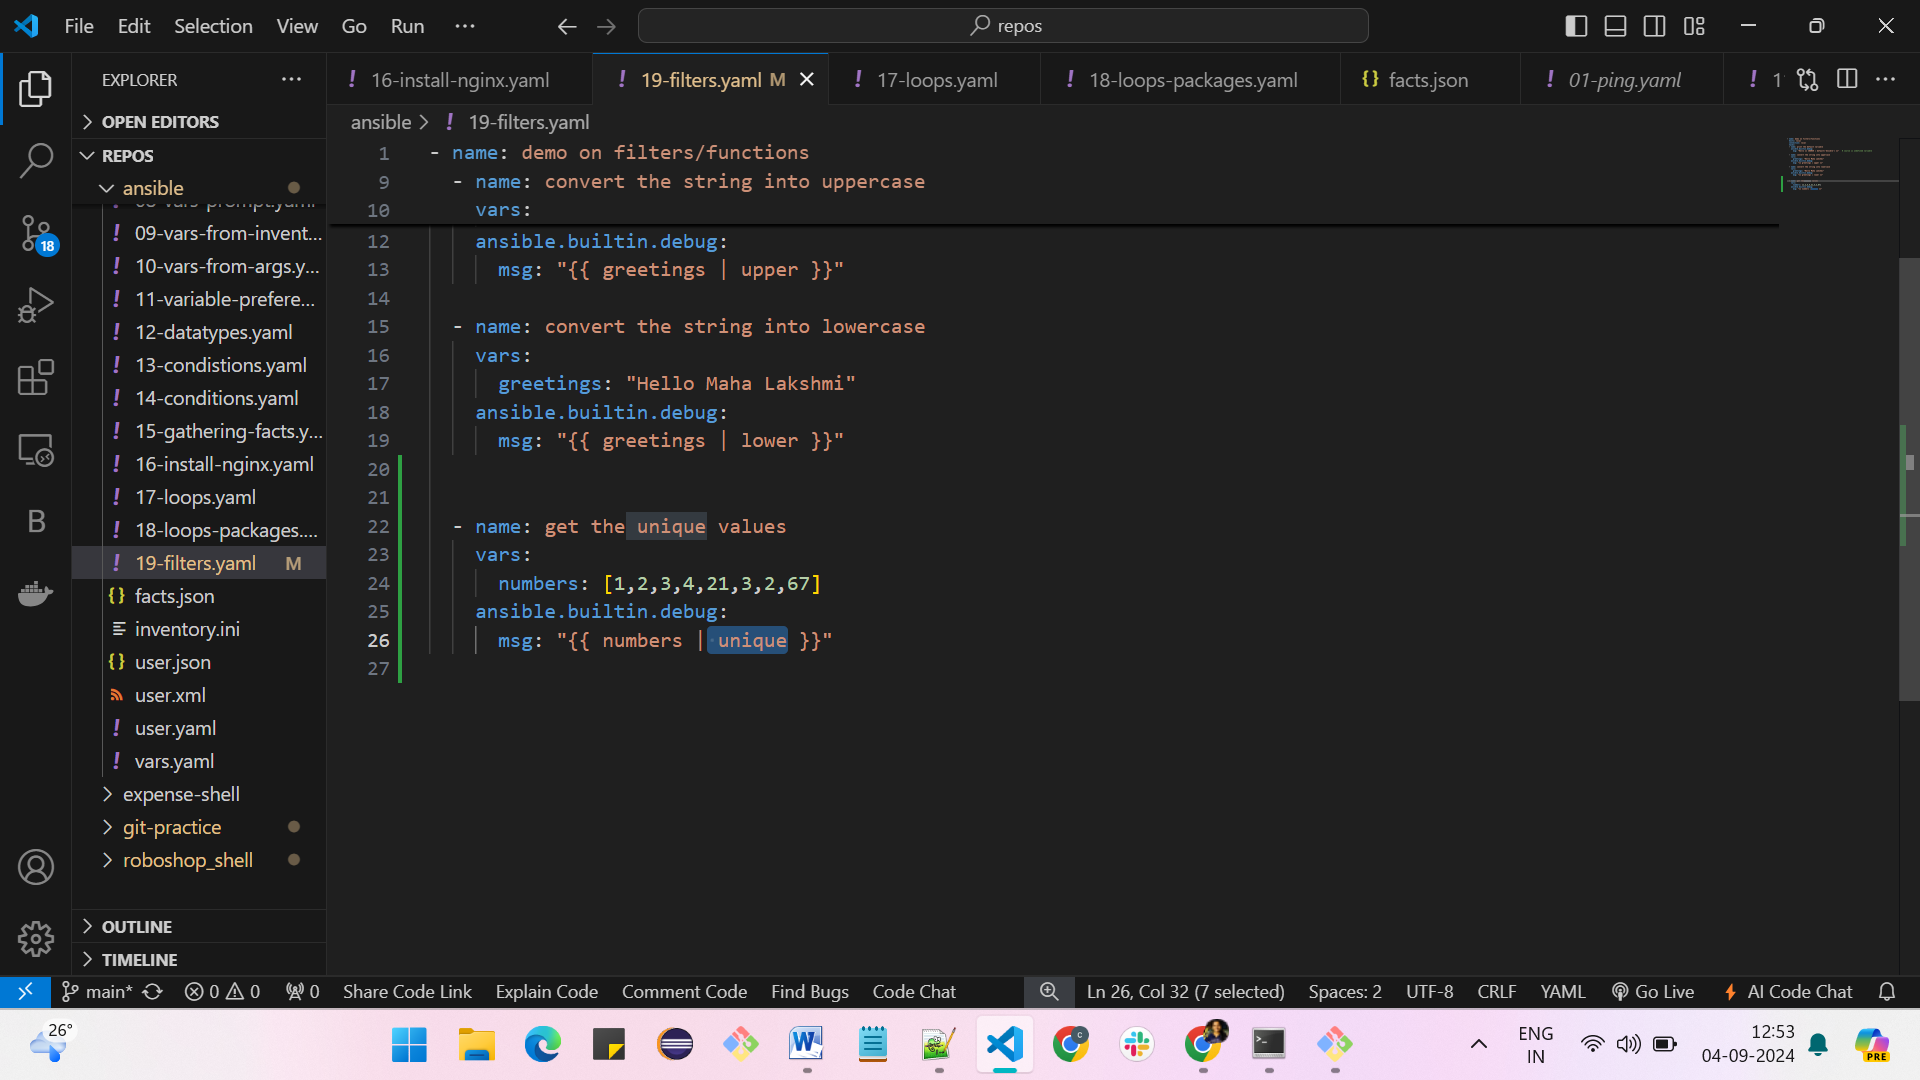 File Edit Selection View Go Run ···
repos
EXPLORER ···
OPEN EDITORS
REPOS
ansible
09-vars-from-invent...
10-vars-from-args.y...
11-variable-prefere...
12-datatypes.yaml
13-condistions.yaml
14-conditions.yaml
15-gathering-facts.y...
16-install-nginx.yaml
17-loops.yaml
18-loops-packages....
19-filters.yaml M
facts.json
inventory.ini
user.json
user.xml
user.yaml
vars.yaml
expense-shell
git-practice
roboshop_shell
OUTLINE
TIMELINE
18
B
16-install-nginx.yaml 19-filters.yaml M 17-loops.yaml 18-loops-packages.yaml facts.json 01-ping.yaml
ansible > ! 19-filters.yaml
1 - name: demo on filters/functions
9 - name: convert the string into uppercase
10 vars:
12 ansible.builtin.debug:
13 msg: "{{ greetings | upper }}"
14
15 - name: convert the string into lowercase
16 vars:
17 greetings: "Hello Maha Lakshmi"
18 ansible.builtin.debug:
19 msg: "{{ greetings | lower }}"
20
21
22 - name: get the unique values
23 vars:
24 numbers: [1,2,3,4,21,3,2,67]
25 ansible.builtin.debug:
26 msg: "{{ numbers | unique }}"
27
main* 0 0 0 Share Code Link Explain Code Comment Code Find Bugs Code Chat Ln 26, Col 32 (7 selected) Spaces: 2 UTF-8 CRLF YAML Go Live AI Code Chat
26°
ENG
IN
12:53
04-09-2024
PRE